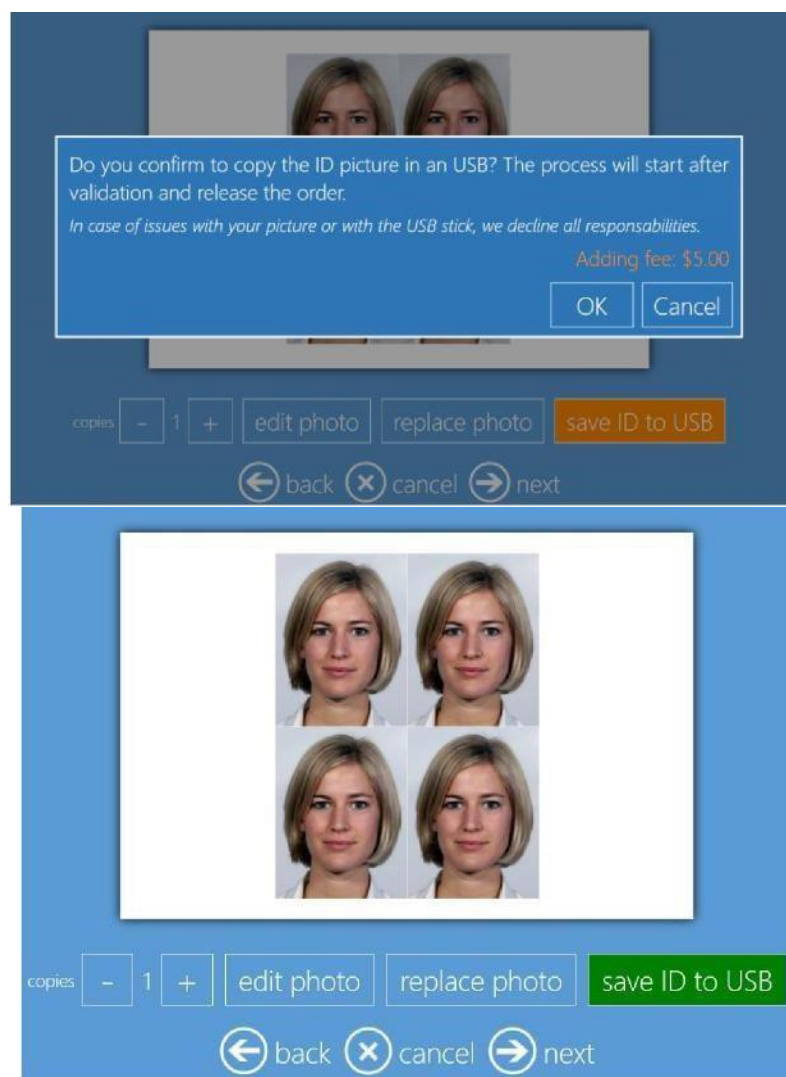 Do you confirm to copy the ID picture in an USB? The process will start after
validation and release the order.
In case of issues with your picture or with the USB stick, we decline all responsabilities.
Adding fee: $5.00
OK Cancel
copies - 1 + edit photo replace photo save ID to USB
back cancel next
copies - 1 + edit photo replace photo save ID to USB
back cancel next